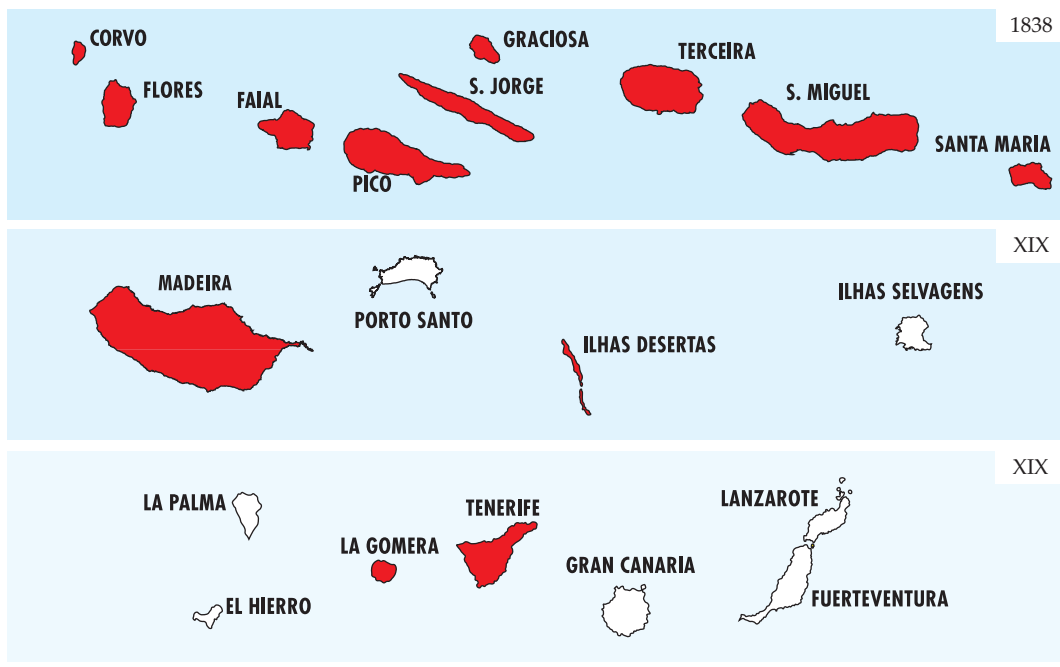 1838
CORVO
GRACIOSA
TERCEIRA
FLORES
FAIAL
S. JORGE
S. MIGUEL
SANTA MARIA
PICO
XIX
MADEIRA
PORTO SANTO
ILHAS SELVAGENS
ILHAS DESERTAS
XIX
LA PALMA
TENERIFE
LANZAROTE
LA GOMERA
GRAN CANARIA
EL HIERRO
FUERTEVENTURA